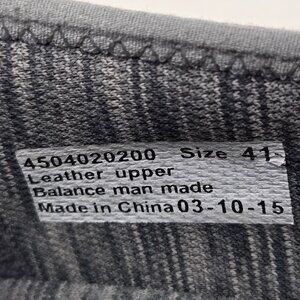 4504020200 Size 41
Leather upper
Balance man made
Made In China 03-10-15